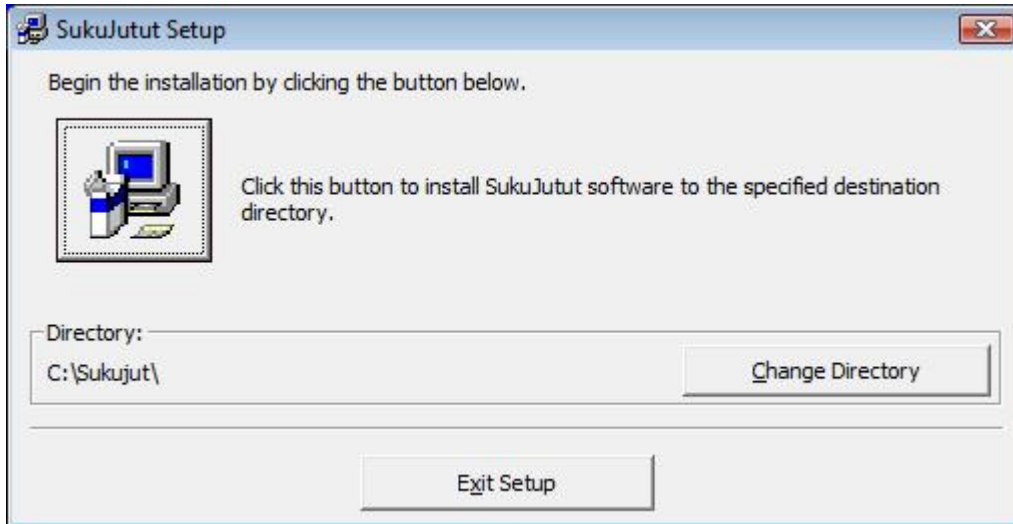 SukuJutut Setup
Begin the installation by clicking the button below.
Click this button to install SukuJutut software to the specified destination
directory.
Directory:
C:\Sukujut\
Change Directory
Exit Setup